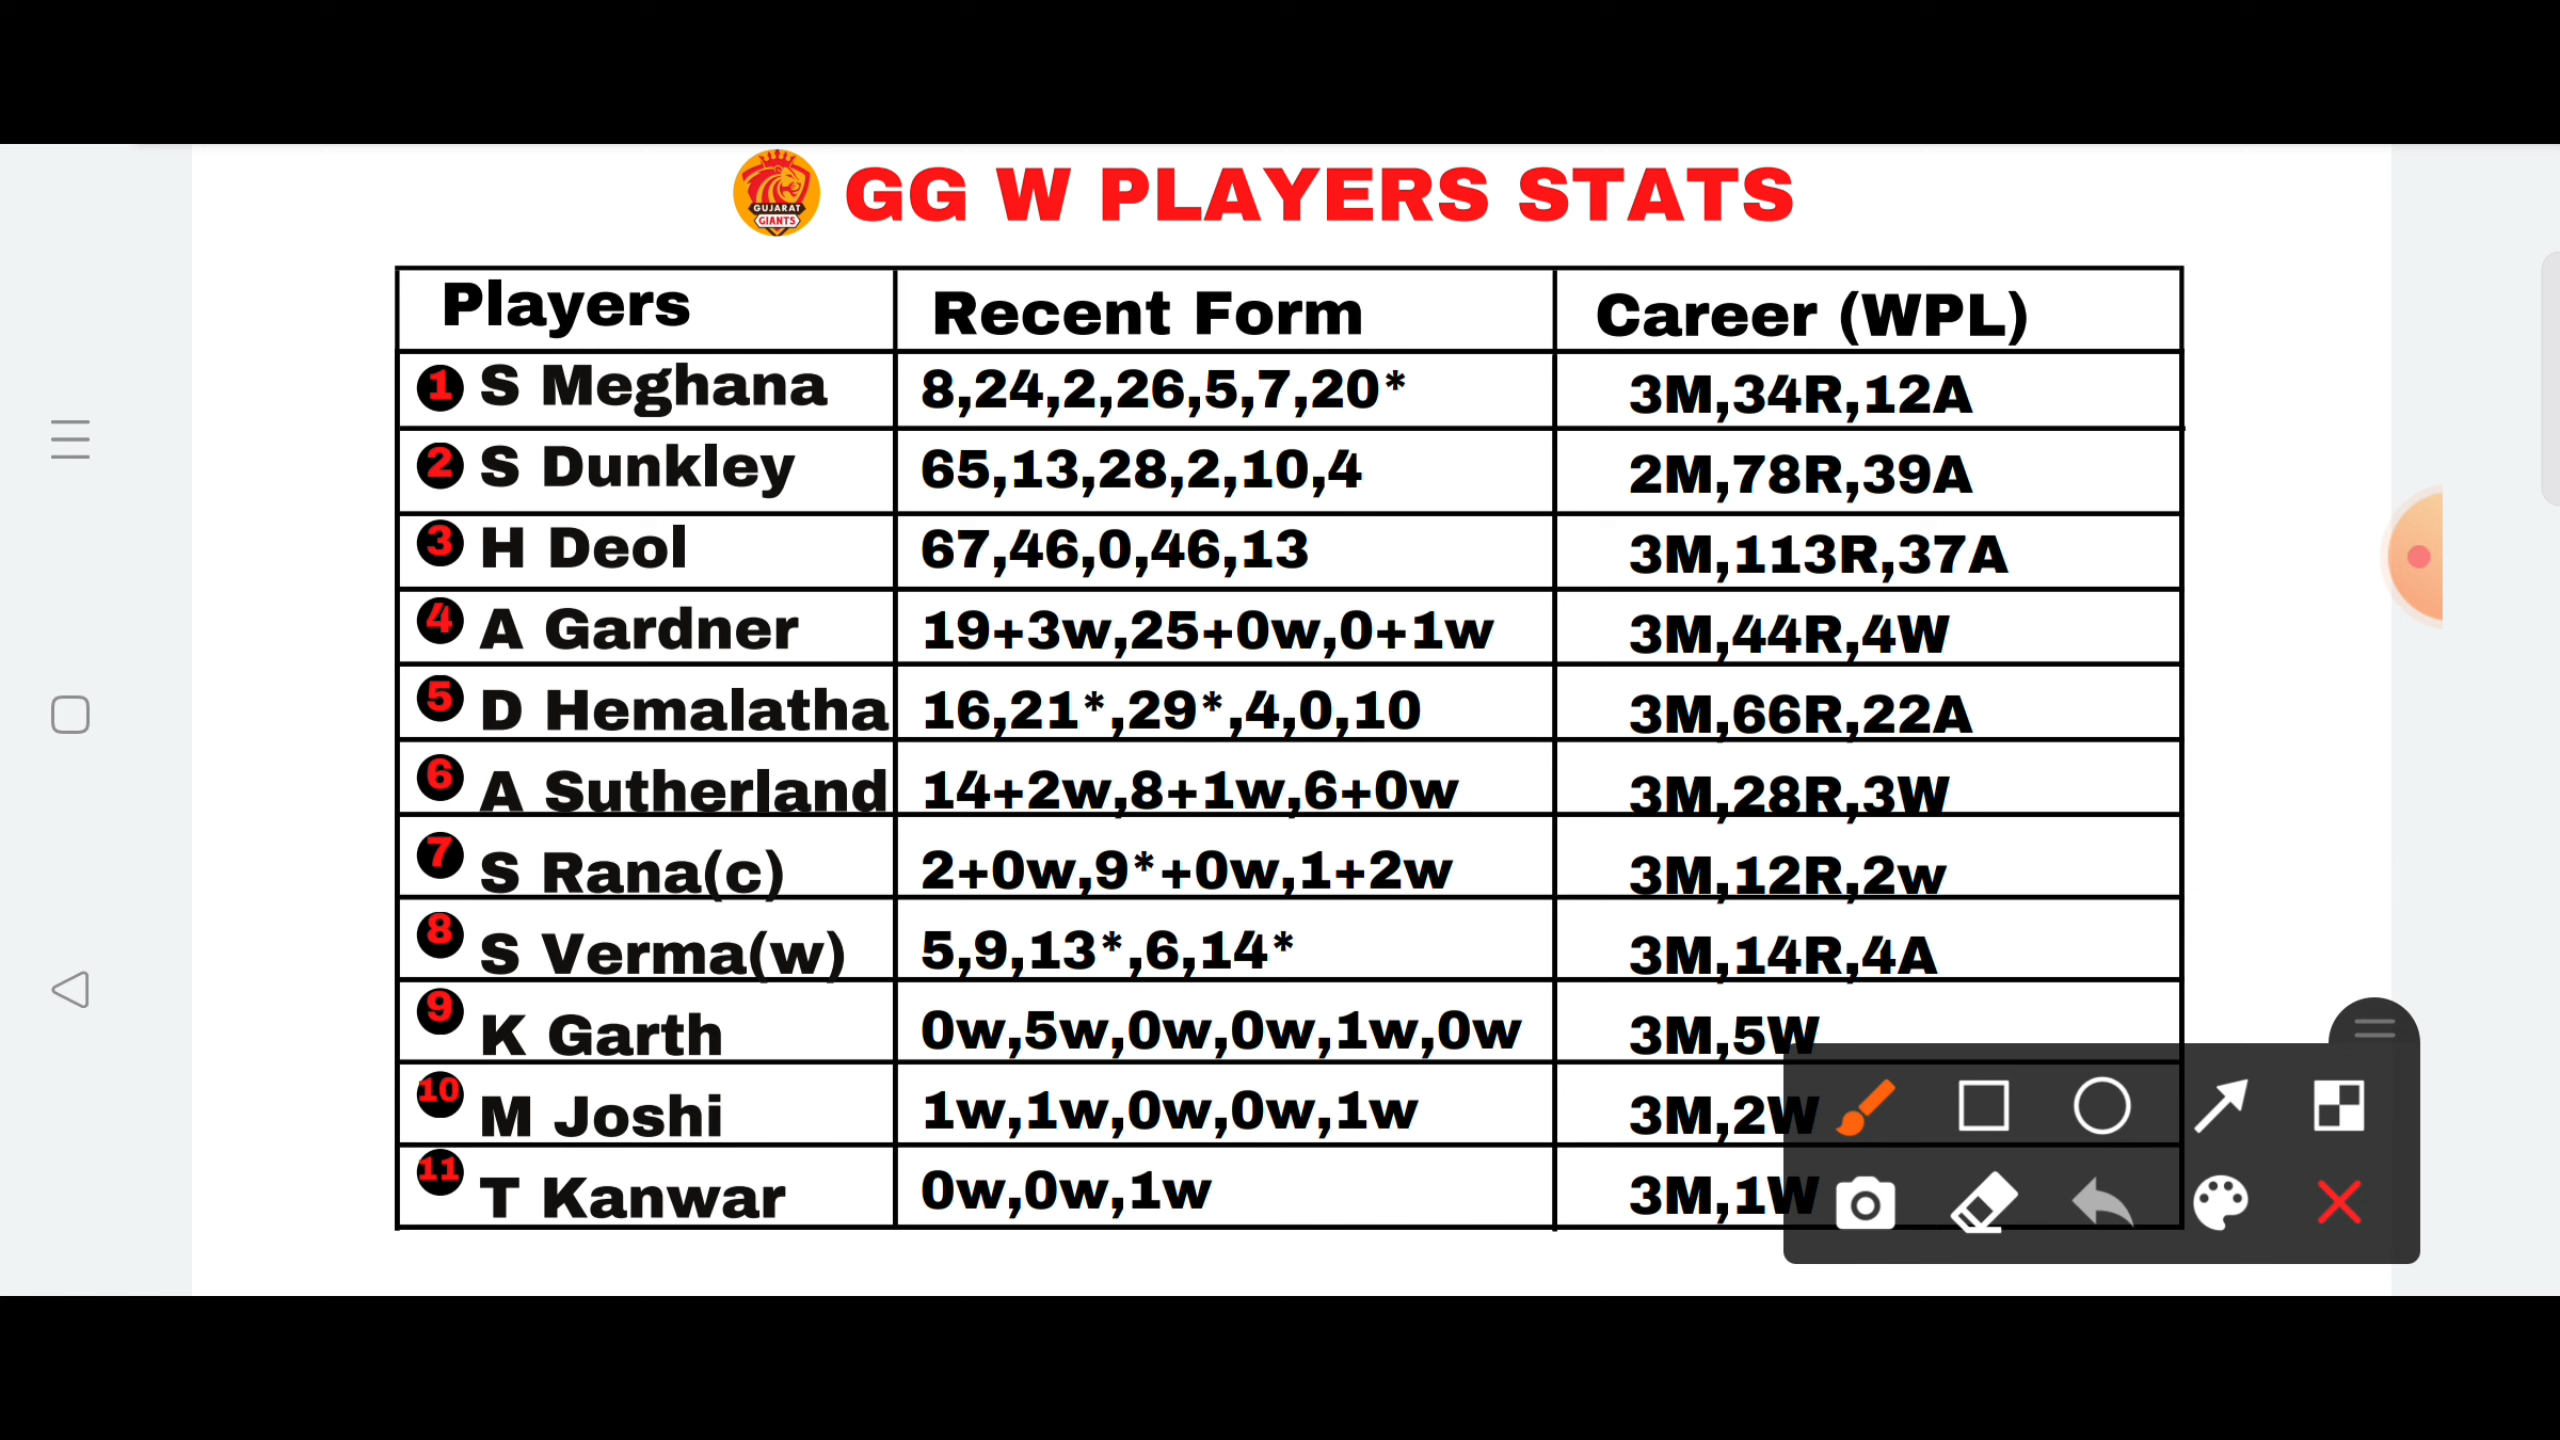 GUJARAT
GIANTS
GG W PLAYERS STATS
Players Recent Form Career (WPL)
1 S Meghana 8,24,2,26,5,7,20* 3M,34R,12A
2 S Dunkley 65,13,28,2,10,4 2M,78R,39A
3 H Deol 67,46,0,46,13 3M,113R,37A
4 A Gardner 19+3w,25+0w,0+1w 3M,44R,4W
5 D Hemalatha 16,21*,29*,4,0,10 3M,66R,22A
6 A Sutherland 14+2w,8+1w,6+0w 3M,28R,3W
7 S Rana(c) 2+0w,9*+0w,1+2w 3M,12R,2w
8 S Verma(w) 5,9,13*,6,14* 3M,14R,4A
9 K Garth 0w,5w,0w,0w,1w,0w 3M,5W
10 M Joshi 1w,1w,0w,0w,1w 3M,2W
11 T Kanwar 0w,0w,1w 3M,1W